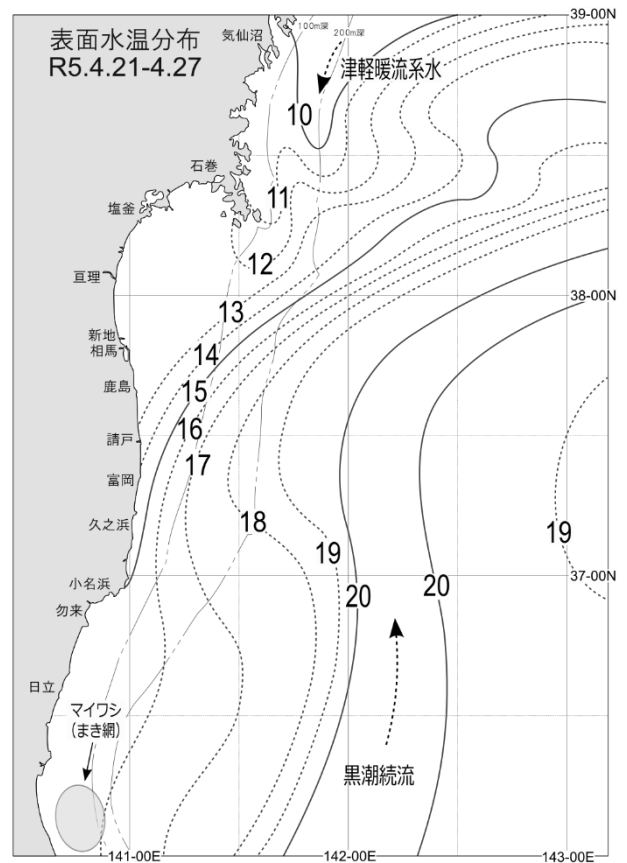 表面水温分布
R5.4.21-4.27
気仙沼
100m深
200m深
39-00N
津軽暖流系水
10
石巻
11
塩釜
12
亘理
38-00N
13
新地
相馬
14
鹿島
15
16
請戸
17
富岡
18
久之浜
19
19
37-00N
小名浜
20
20
勿来
日立
マイワシ
(まき網)
黒潮続流
141-00E
142-00E
143-00E